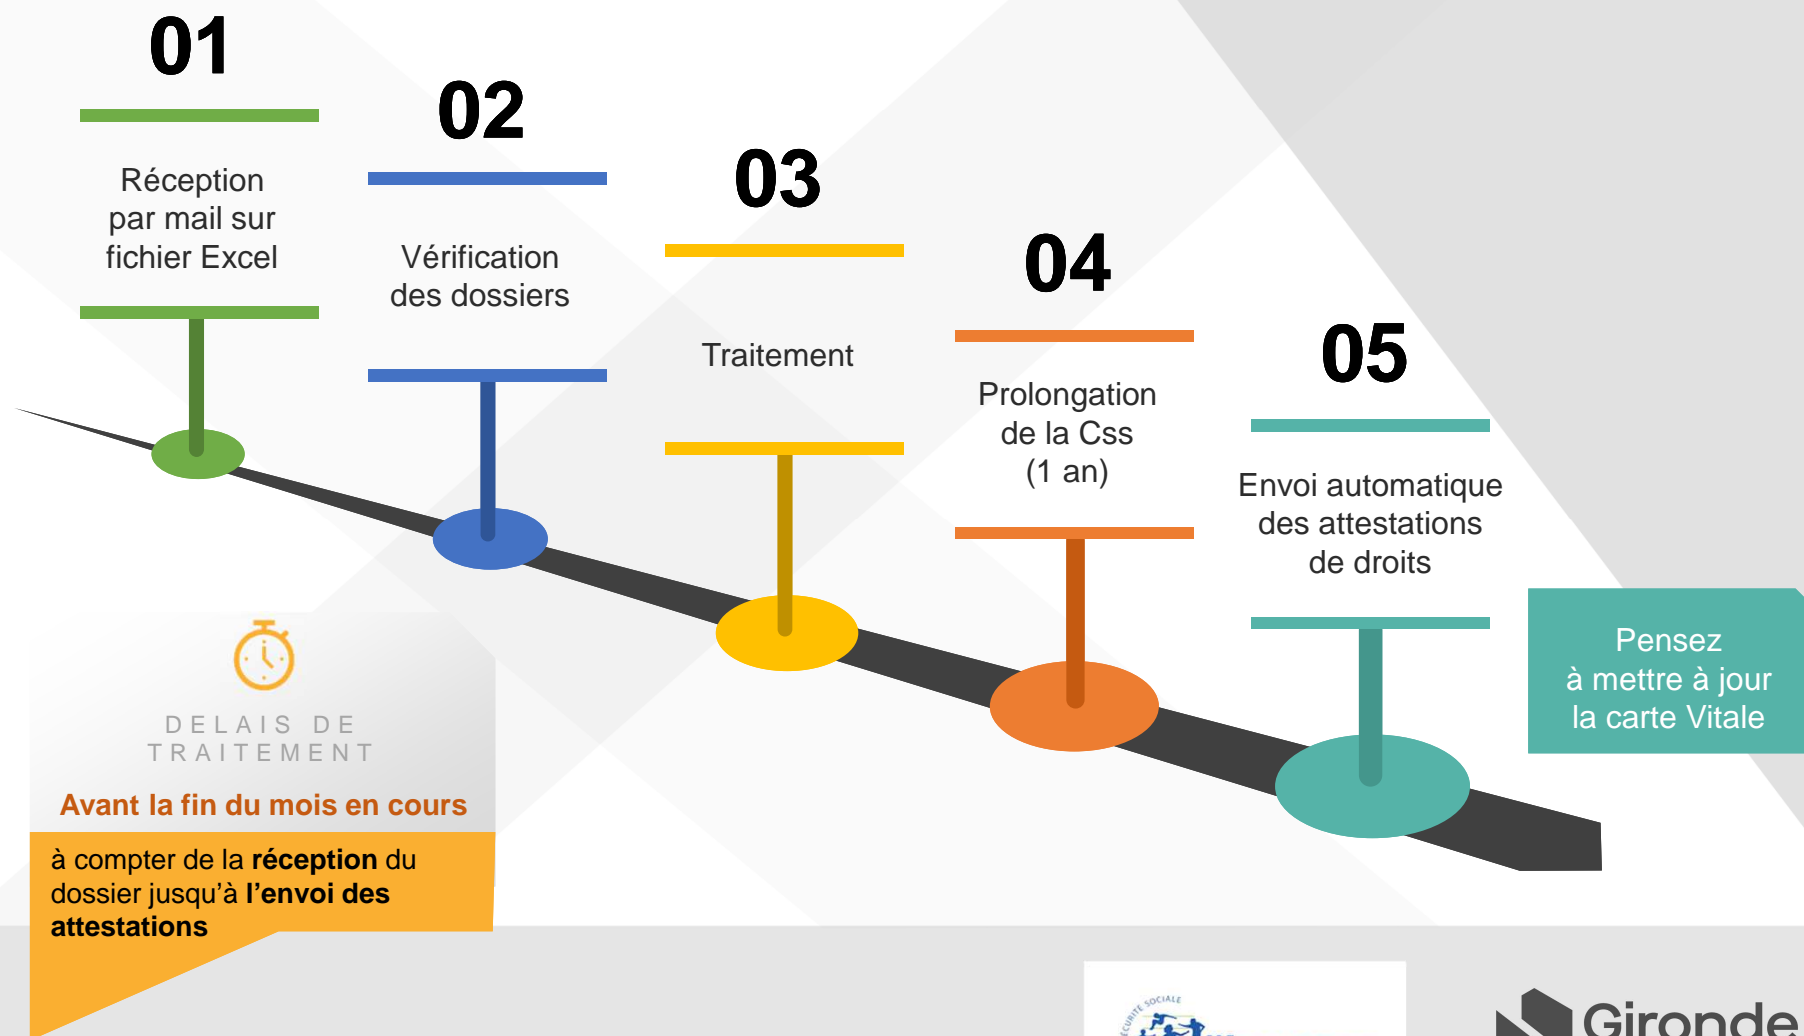 01
Réception
par mail sur
fichier Excel
02
Vérification
des dossiers
03
Traitement
04
Prolongation
de la Css
(1 an)
05
Envoi automatique
des attestations
de droits
Pensez
à mettre à jour
la carte Vitale
DELAIS DE
TRAITEMENT
Avant la fin du mois en cours
à compter de la réception du
dossier jusqu’à l’envoi des
attestations
SÉCURITÉ SOCIALE
Gironde